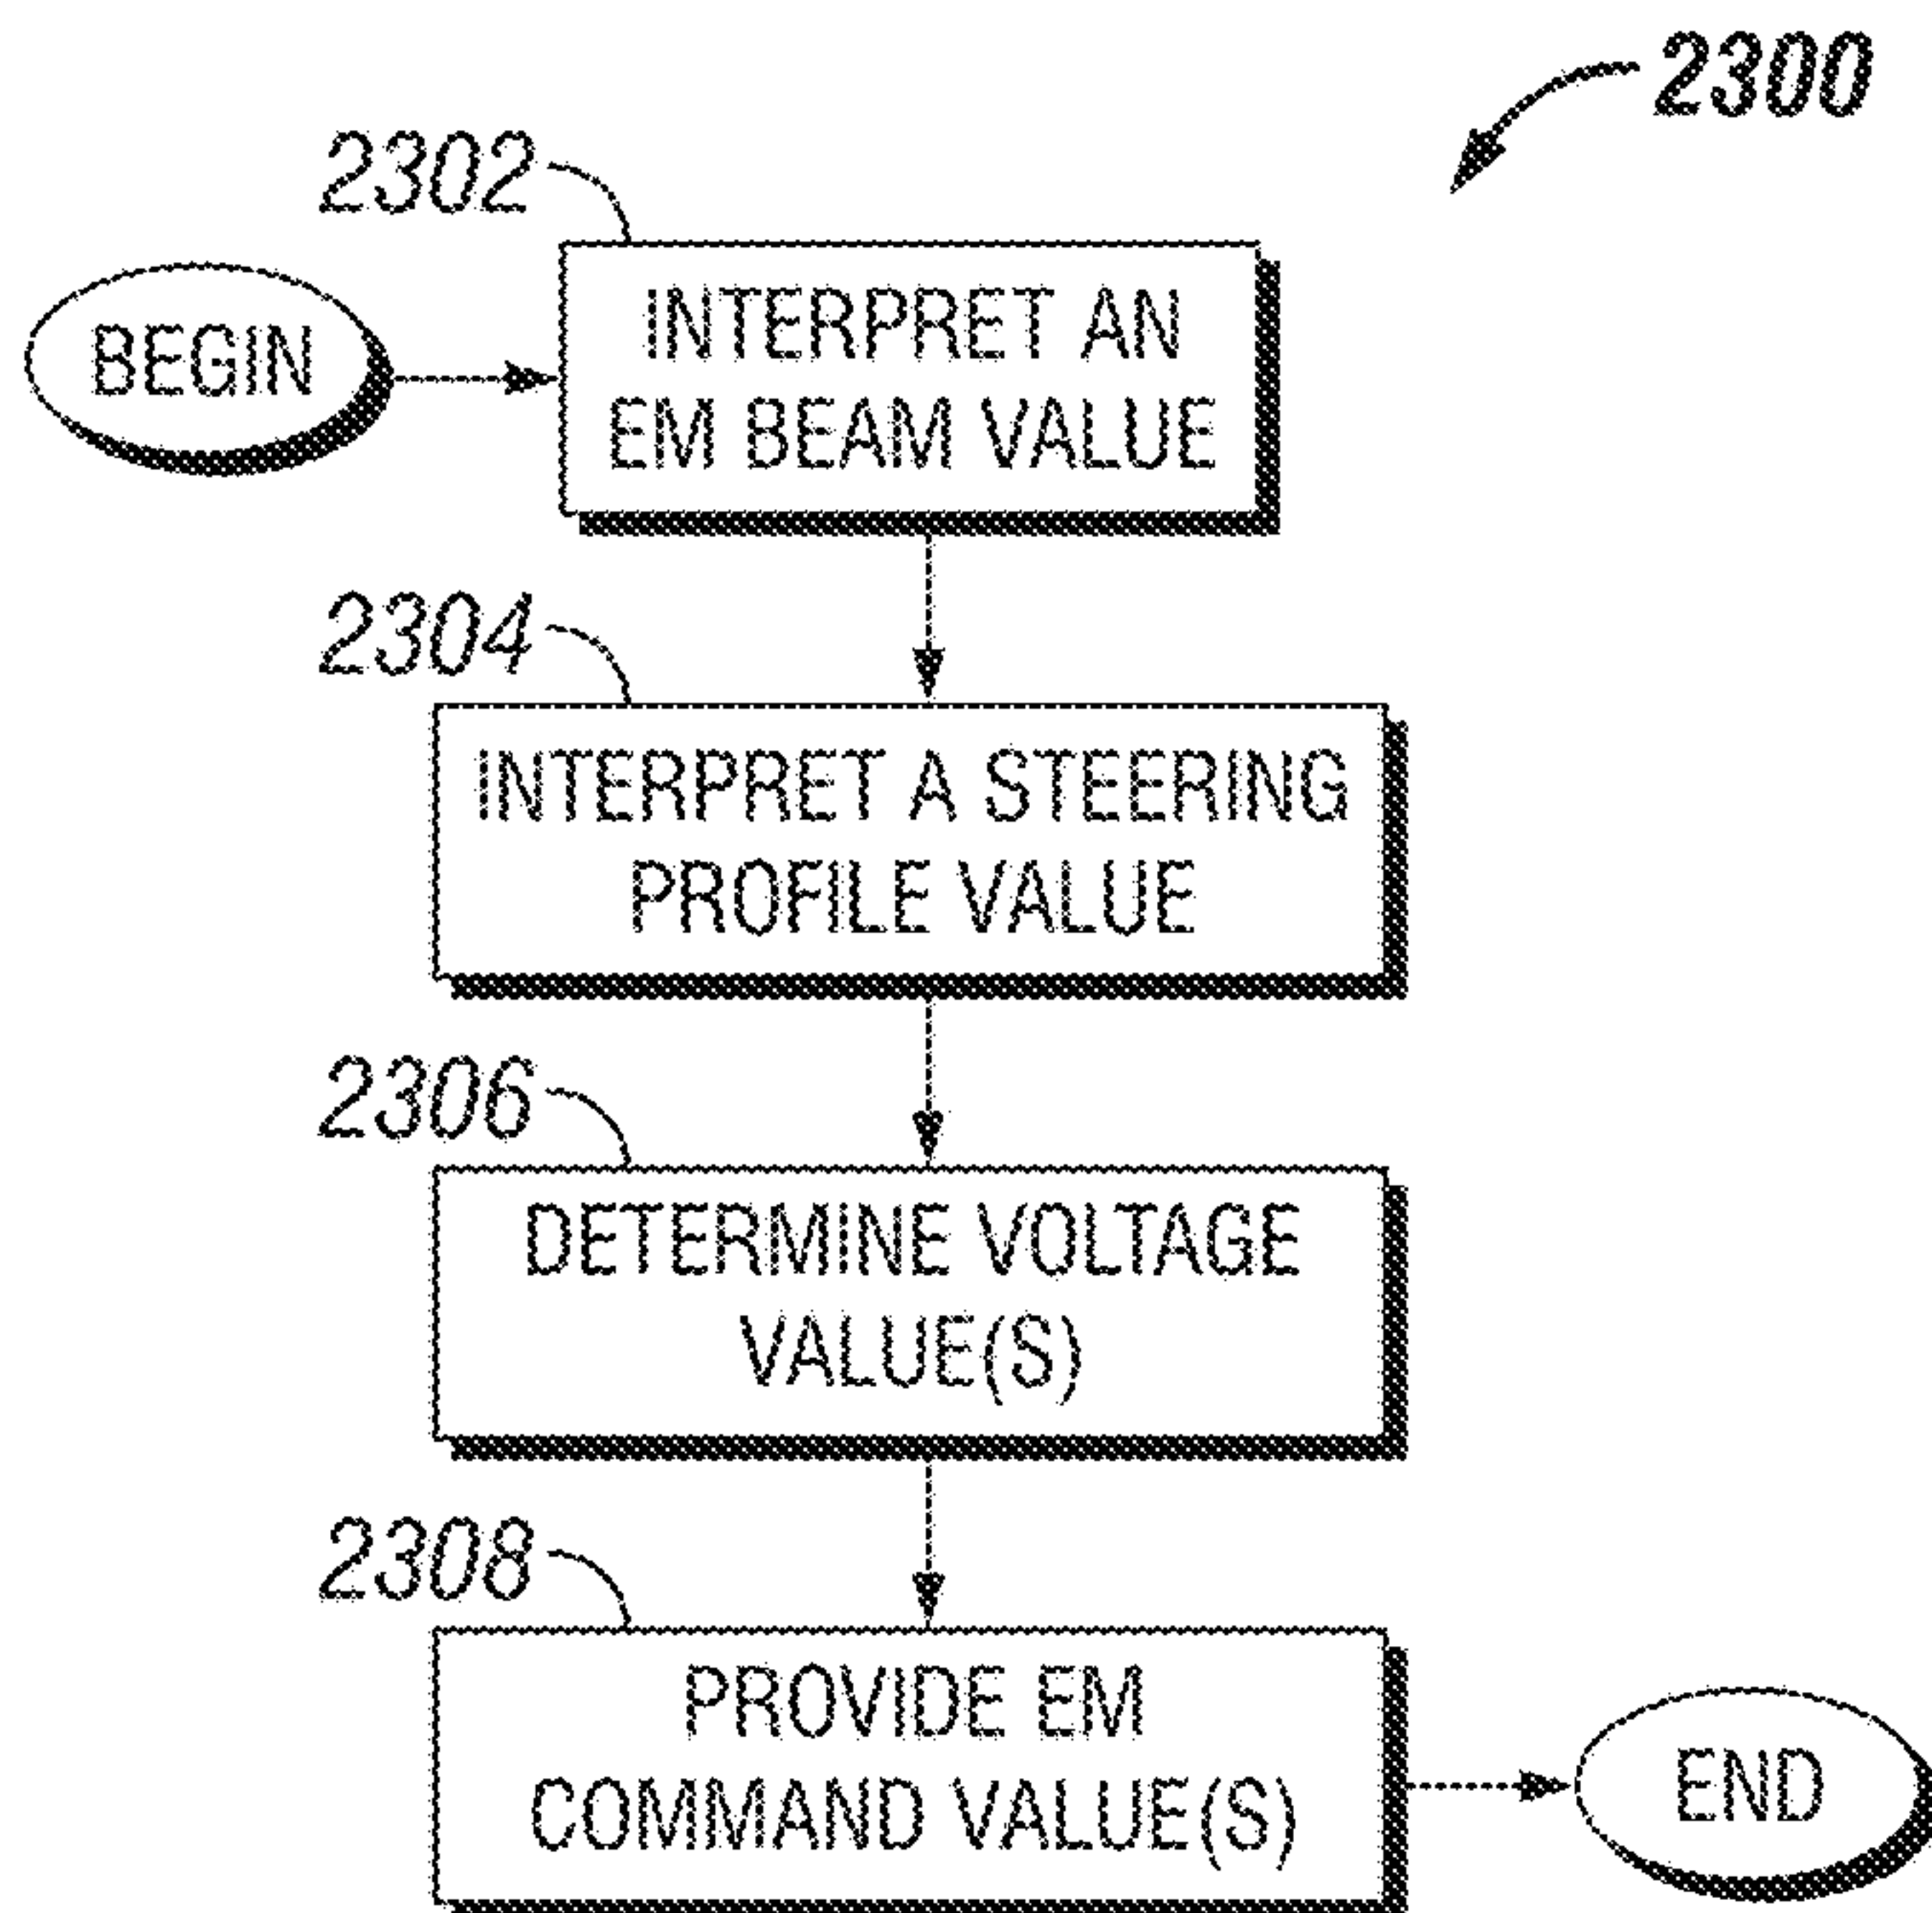 2300
2302
BEGIN
INTERPRET AN
EM BEAM VALUE
2304
INTERPRET A STEERING
PROFILE VALUE
2306
DETERMINE VOLTAGE
VALUE(S)
2308
PROVIDE EM
COMMAND VALUE(S)
END